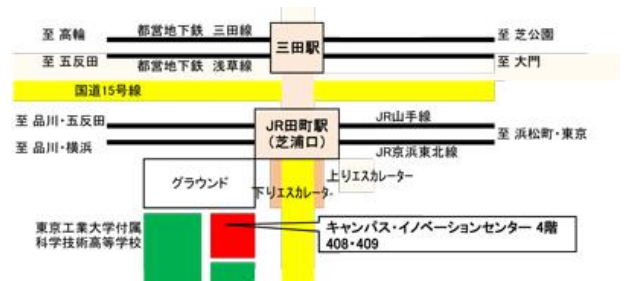 至 高輪
都営地下鉄 三田線
三田駅
至 芝公園
至 五反田
都営地下鉄 浅草線
至 大門
国道15号線
至 品川・五反田
JR田町駅
(芝浦口)
JR山手線
至 浜松町・東京
至 品川・横浜
JR京浜東北線
グラウンド
下りエスカレーター
上りエスカレーター
東京工業大学付属
科学技術高等学校
キャンパス・イノベーションセンター 4階
408・409